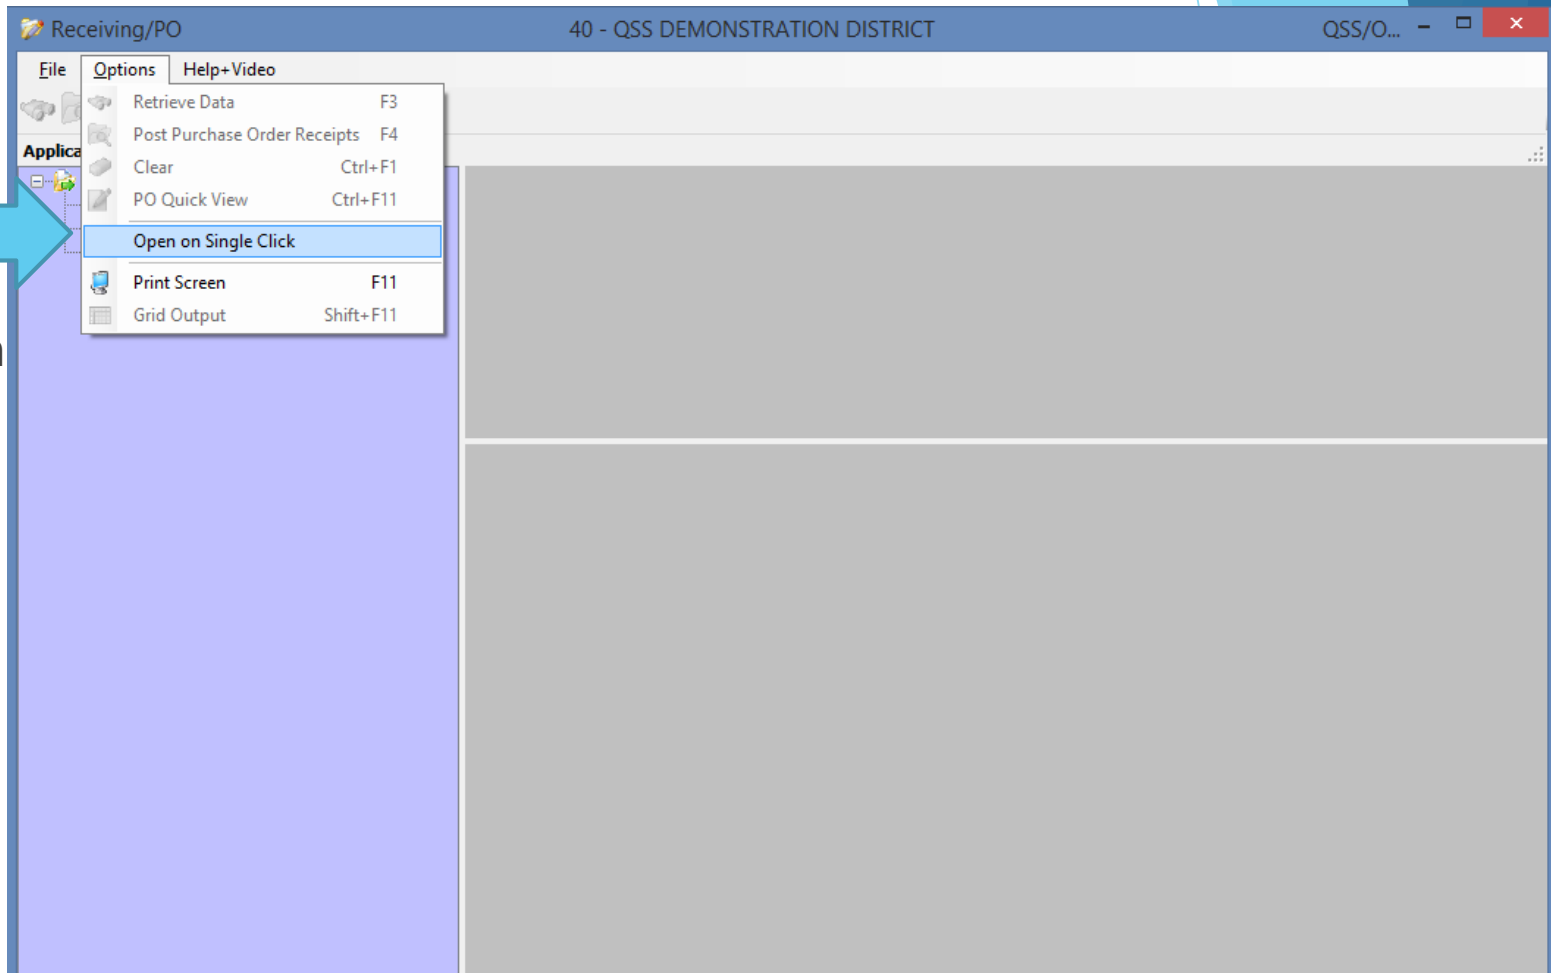 Receiving/PO 40 - QSS DEMONSTRATION DISTRICT QSS/O...
File Options Help+Video
Retrieve Data F3
Post Purchase Order Receipts F4
Applica
Clear Ctrl+F1
PO Quick View Ctrl+F11
Open on Single Click
Print Screen F11
Grid Output Shift+F11